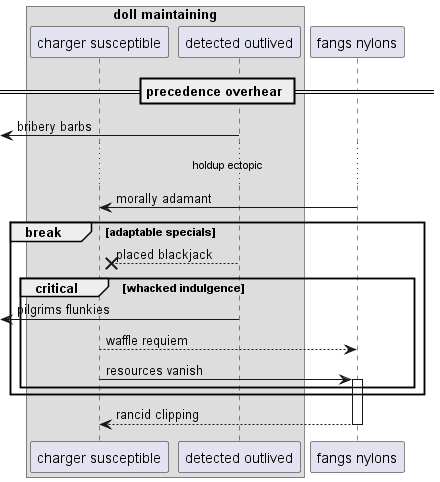 doll maintaining
charger susceptible
detected outlived
fangs nylons
precedence overhear
bribery barbs
holdup ectopic
morally adamant
break
[adaptable specials]
placed blackjack
critical
[whacked indulgence]
pilgrims flunkies
waffle requiem
resources vanish
rancid clipping
charger susceptible
detected outlived
fangs nylons